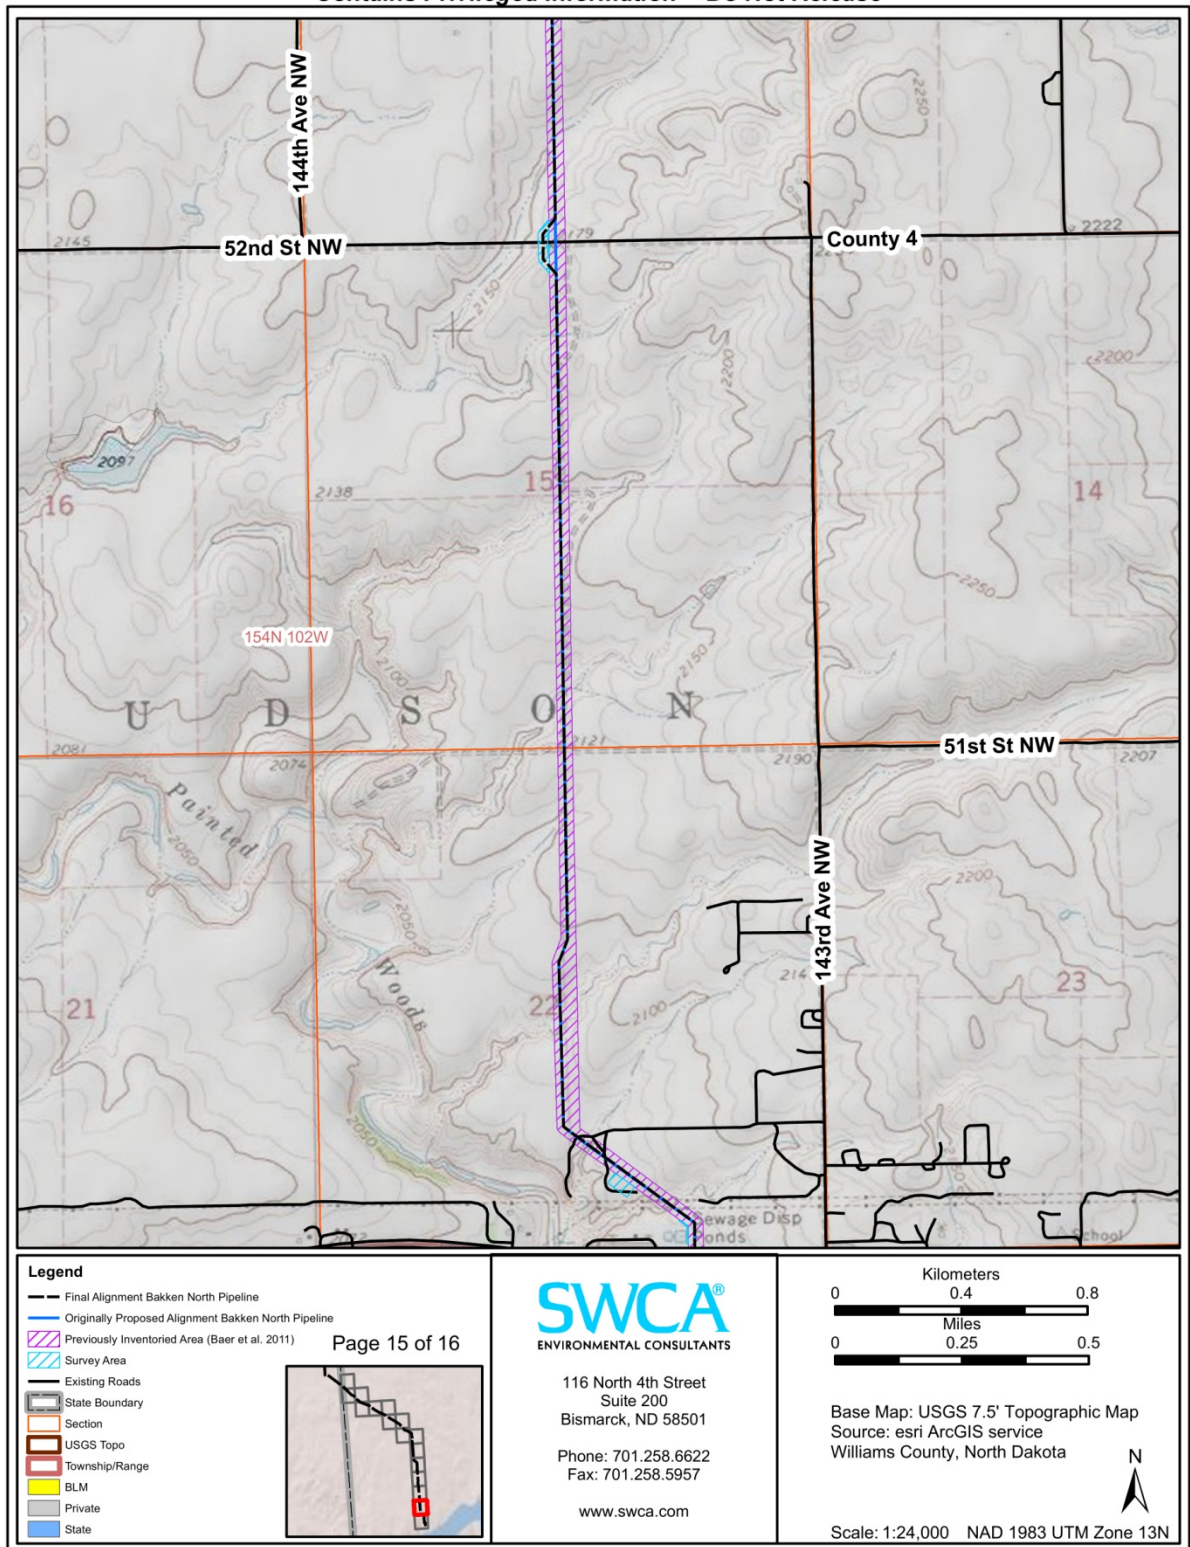 Contains Privileged Information - Do Not Release
144th Ave NW
2250
2145
52nd St NW
2179
County 4
2222
2150
2200
2200
2097
16
2138
15
14
2250
154N 102W
2100
2150
U D S O N
2081
2074
2121
2190
51st St NW
2207
Painted
2050
143rd Ave NW
2200
2050
Woods
21
22
2100
23
2050
Sewage Disp
Ponds
School
Legend
Final Alignment Bakken North Pipeline
Originally Proposed Alignment Bakken North Pipeline
Previously Inventoried Area (Baer et al. 2011)
Survey Area
Existing Roads
State Boundary
Section
USGS Topo
Township/Range
BLM
Private
State
Page 15 of 16
SWCA®
ENVIRONMENTAL CONSULTANTS
116 North 4th Street
Suite 200
Bismarck, ND 58501
Phone: 701.258.6622
Fax: 701.258.5957
www.swca.com
Kilometers
0 0.4 0.8
Miles
0 0.25 0.5
Base Map: USGS 7.5' Topographic Map
Source: esri ArcGIS service
Williams County, North Dakota
N
Scale: 1:24,000 NAD 1983 UTM Zone 13N